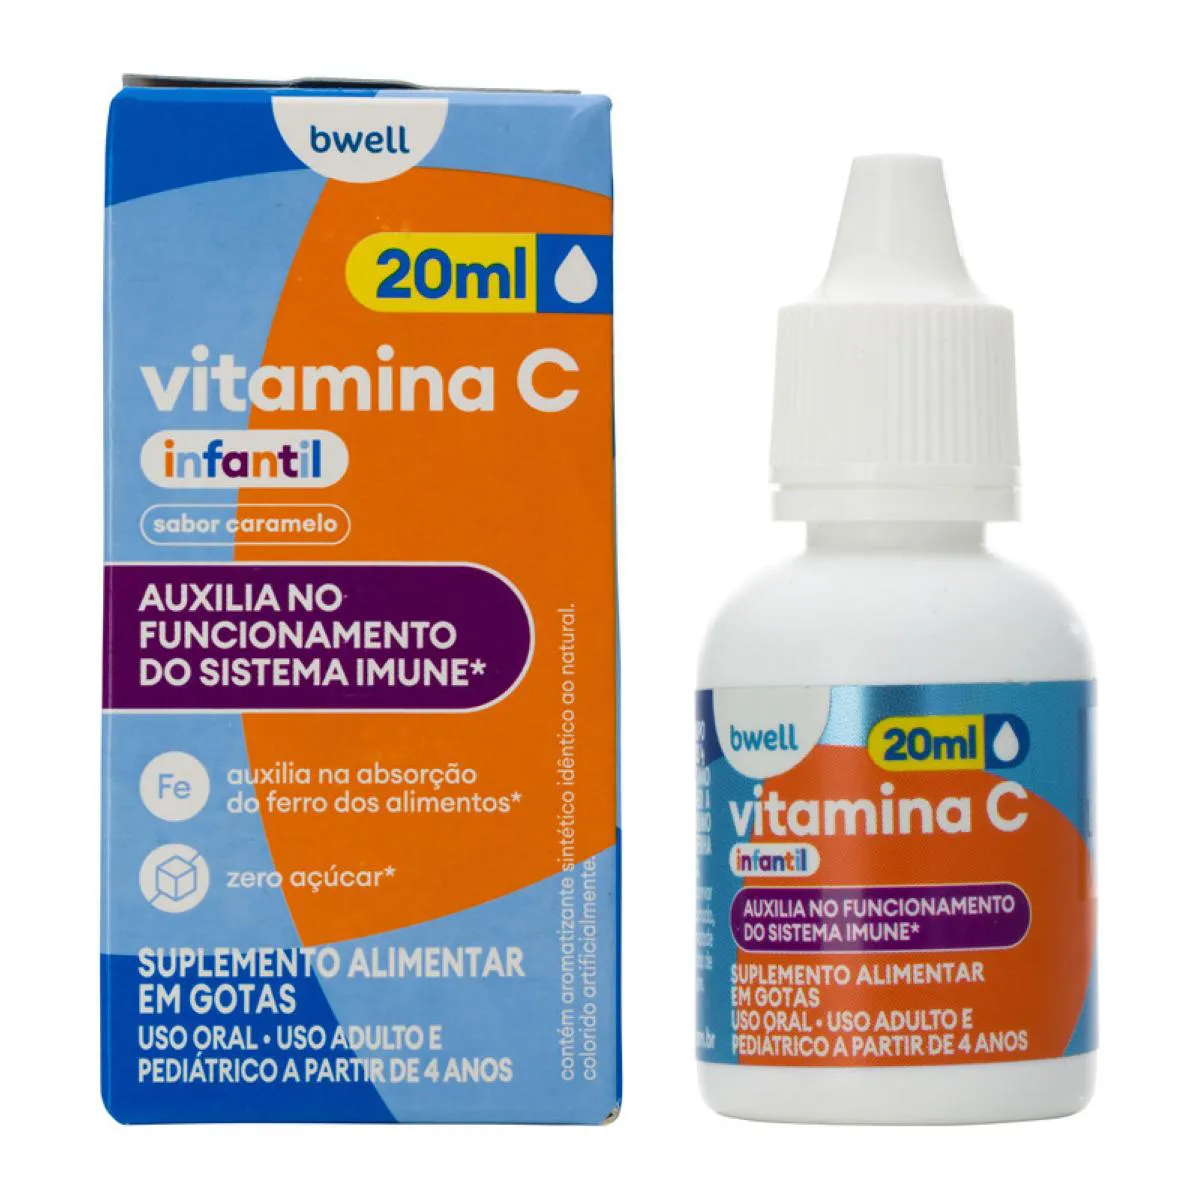 bwell
20ml
vitamina C
infantil
sabor caramelo
AUXILIA NO
FUNCIONAMENTO
DO SISTEMA IMUNE*
Fe
auxilia na absorção
do ferro dos alimentos*
zero açúcar*
SUPLEMENTO ALIMENTAR
EM GOTAS
USO ORAL • USO ADULTO E
PEDIÁTRICO A PARTIR DE 4 ANOS
contém aromatizante sintético idêntico ao natural.
colorido artificialmente.
bwell
20ml
vitamina C
infantil
AUXILIA NO FUNCIONAMENTO
DO SISTEMA IMUNE*
SUPLEMENTO ALIMENTAR
EM GOTAS
USO ORAL • USO ADULTO E
PEDIÁTRICO A PARTIR DE 4 ANOS